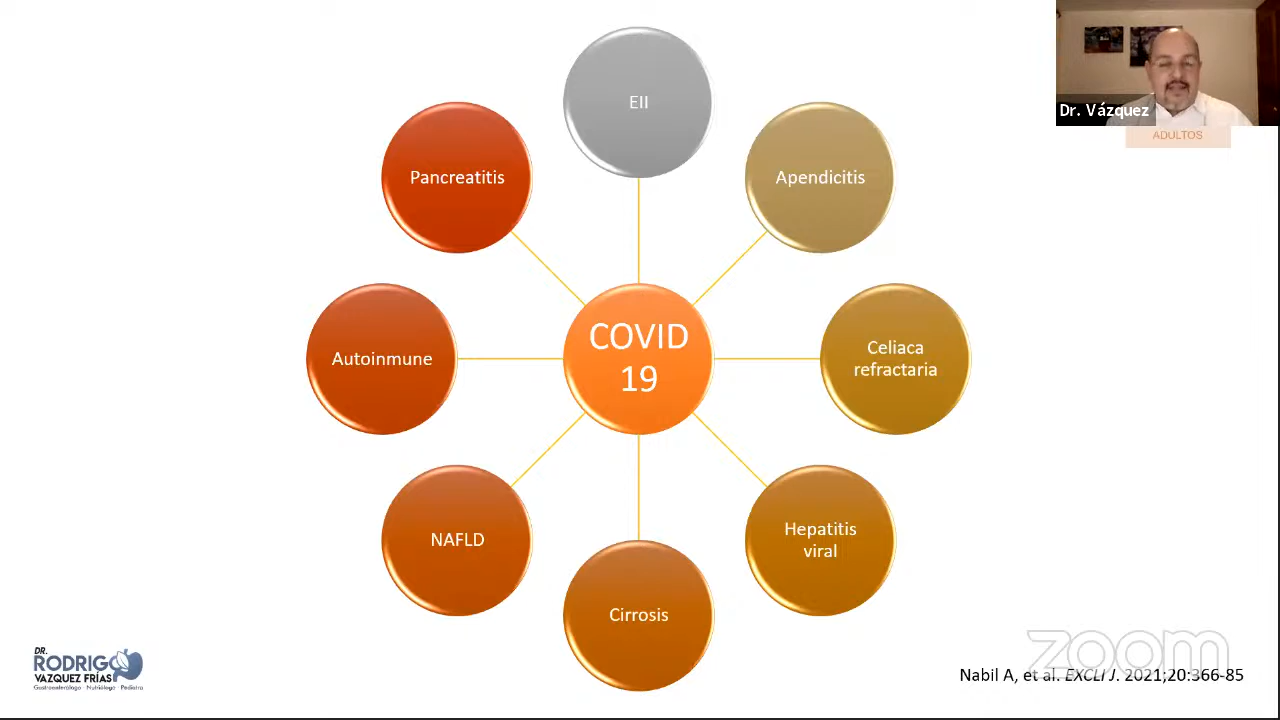 EII
Dr. Vázquez
ADULTOS
Pancreatitis
Apendicitis
Autoinmune
COVID
19
Celiaca
refractaria
NAFLD
Hepatitis
viral
Cirrosis
DR.
RODRIGO
VAZQUEZ FRÍAS
Gastroenterólogo · Nutriólogo · Pediatra
zoom
Nabil A, et al. EXCLI J. 2021;20:366-85